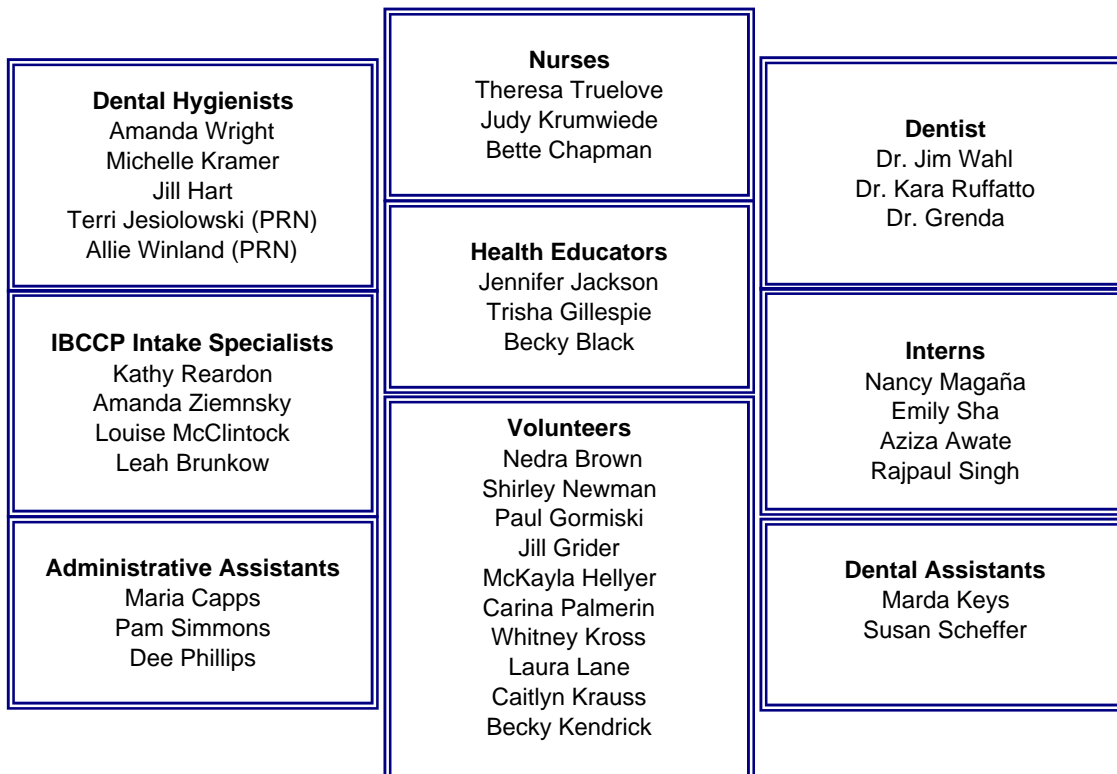 Dental Hygienists
Amanda Wright
Michelle Kramer
Jill Hart
Terri Jesiolowski (PRN)
Allie Winland (PRN)
IBCCP Intake Specialists
Kathy Reardon
Amanda Ziemnsky
Louise McClintock
Leah Brunkow
Administrative Assistants
Maria Capps
Pam Simmons
Dee Phillips
Nurses
Theresa Truelove
Judy Krumwiede
Bette Chapman
Health Educators
Jennifer Jackson
Trisha Gillespie
Becky Black
Volunteers
Nedra Brown
Shirley Newman
Paul Gormiski
Jill Grider
McKayla Hellyer
Carina Palmerin
Whitney Kross
Laura Lane
Caitlyn Krauss
Becky Kendrick
Dentist
Dr. Jim Wahl
Dr. Kara Ruffatto
Dr. Grenda
Interns
Nancy Magaña
Emily Sha
Aziza Awate
Rajpaul Singh
Dental Assistants
Marda Keys
Susan Scheffer